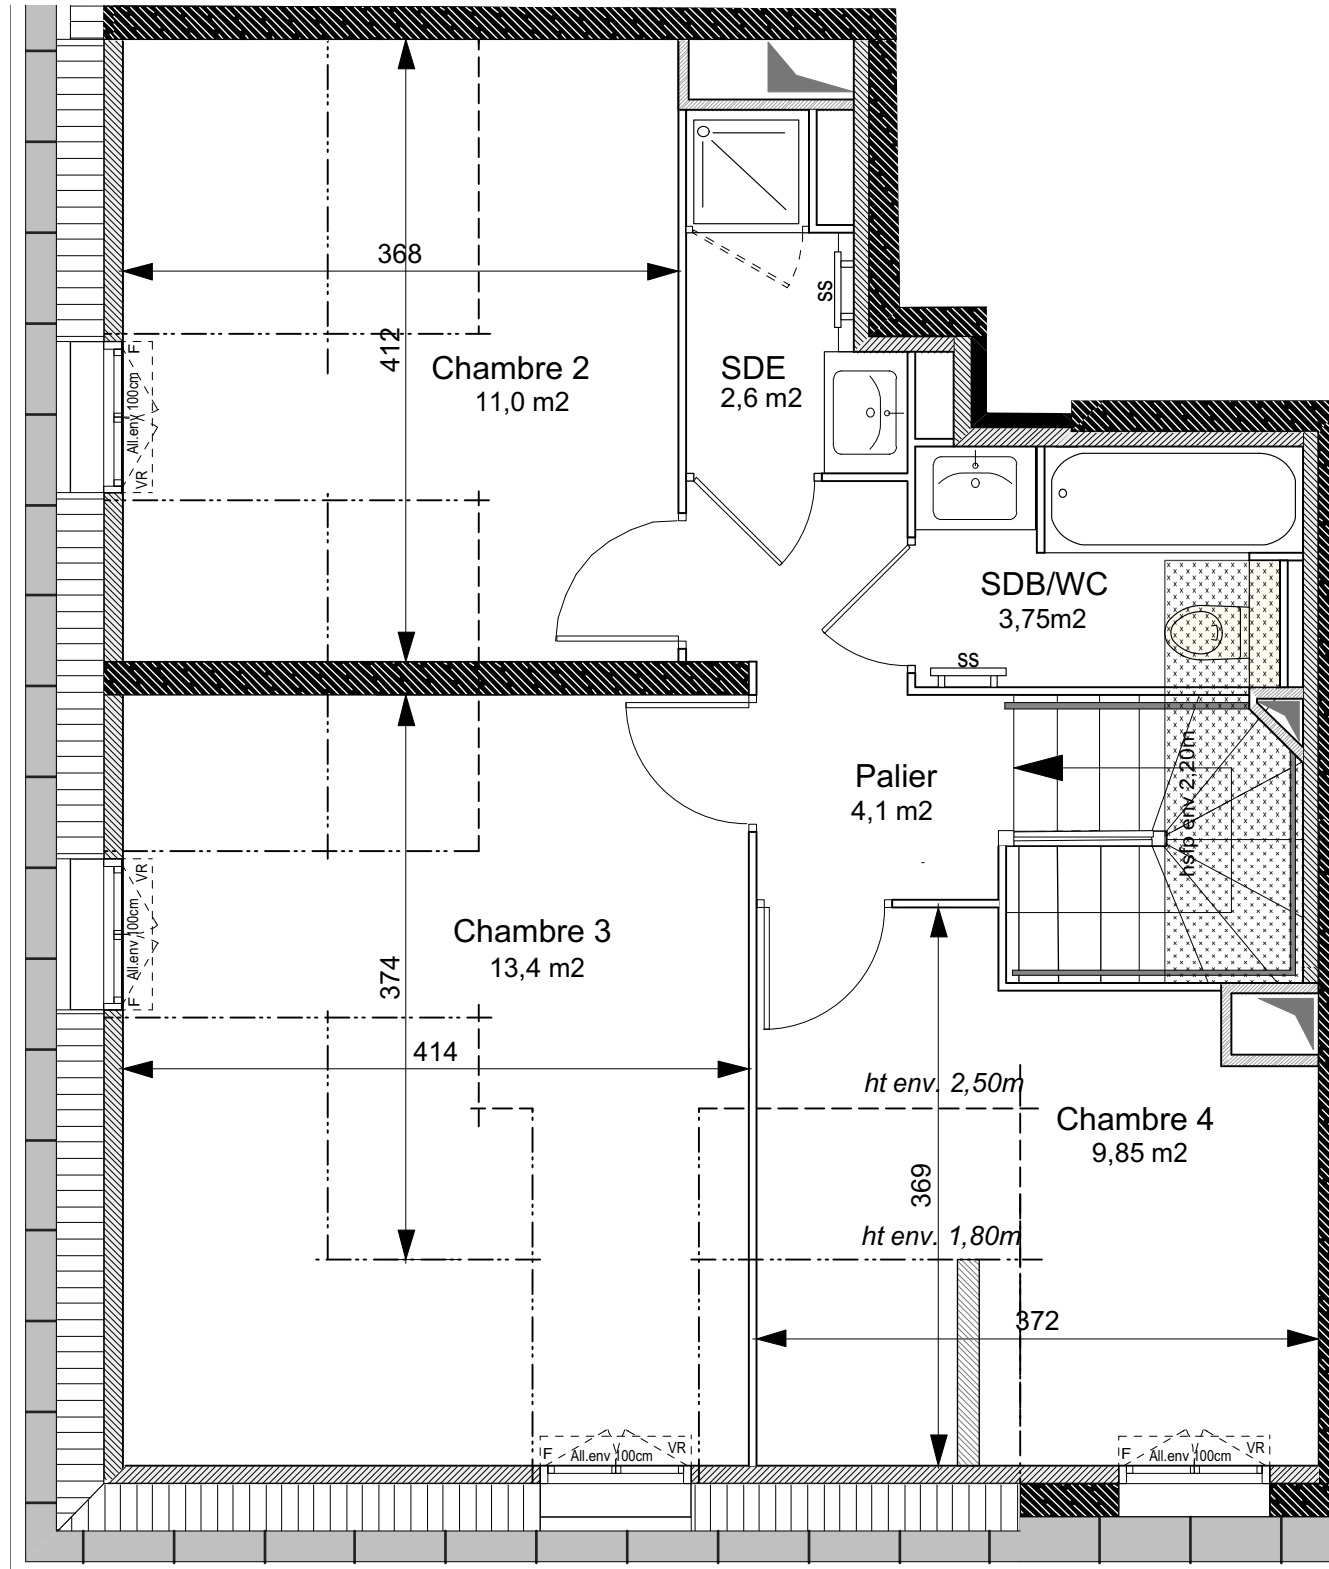 368
412
Chambre 2
11,0 m2
F
All.env 100cm
VR
SDE
2,6 m2
ss
SDB/WC
3,75m2
ss
Palier
4,1 m2
hsfp env 2,20m
Chambre 3
13,4 m2
VR
All.env 100cm
F
374
414
ht env. 2,50m
Chambre 4
9,85 m2
369
ht env. 1,80m
372
F
All.env 100cm
VR
F
All.env 100cm
VR